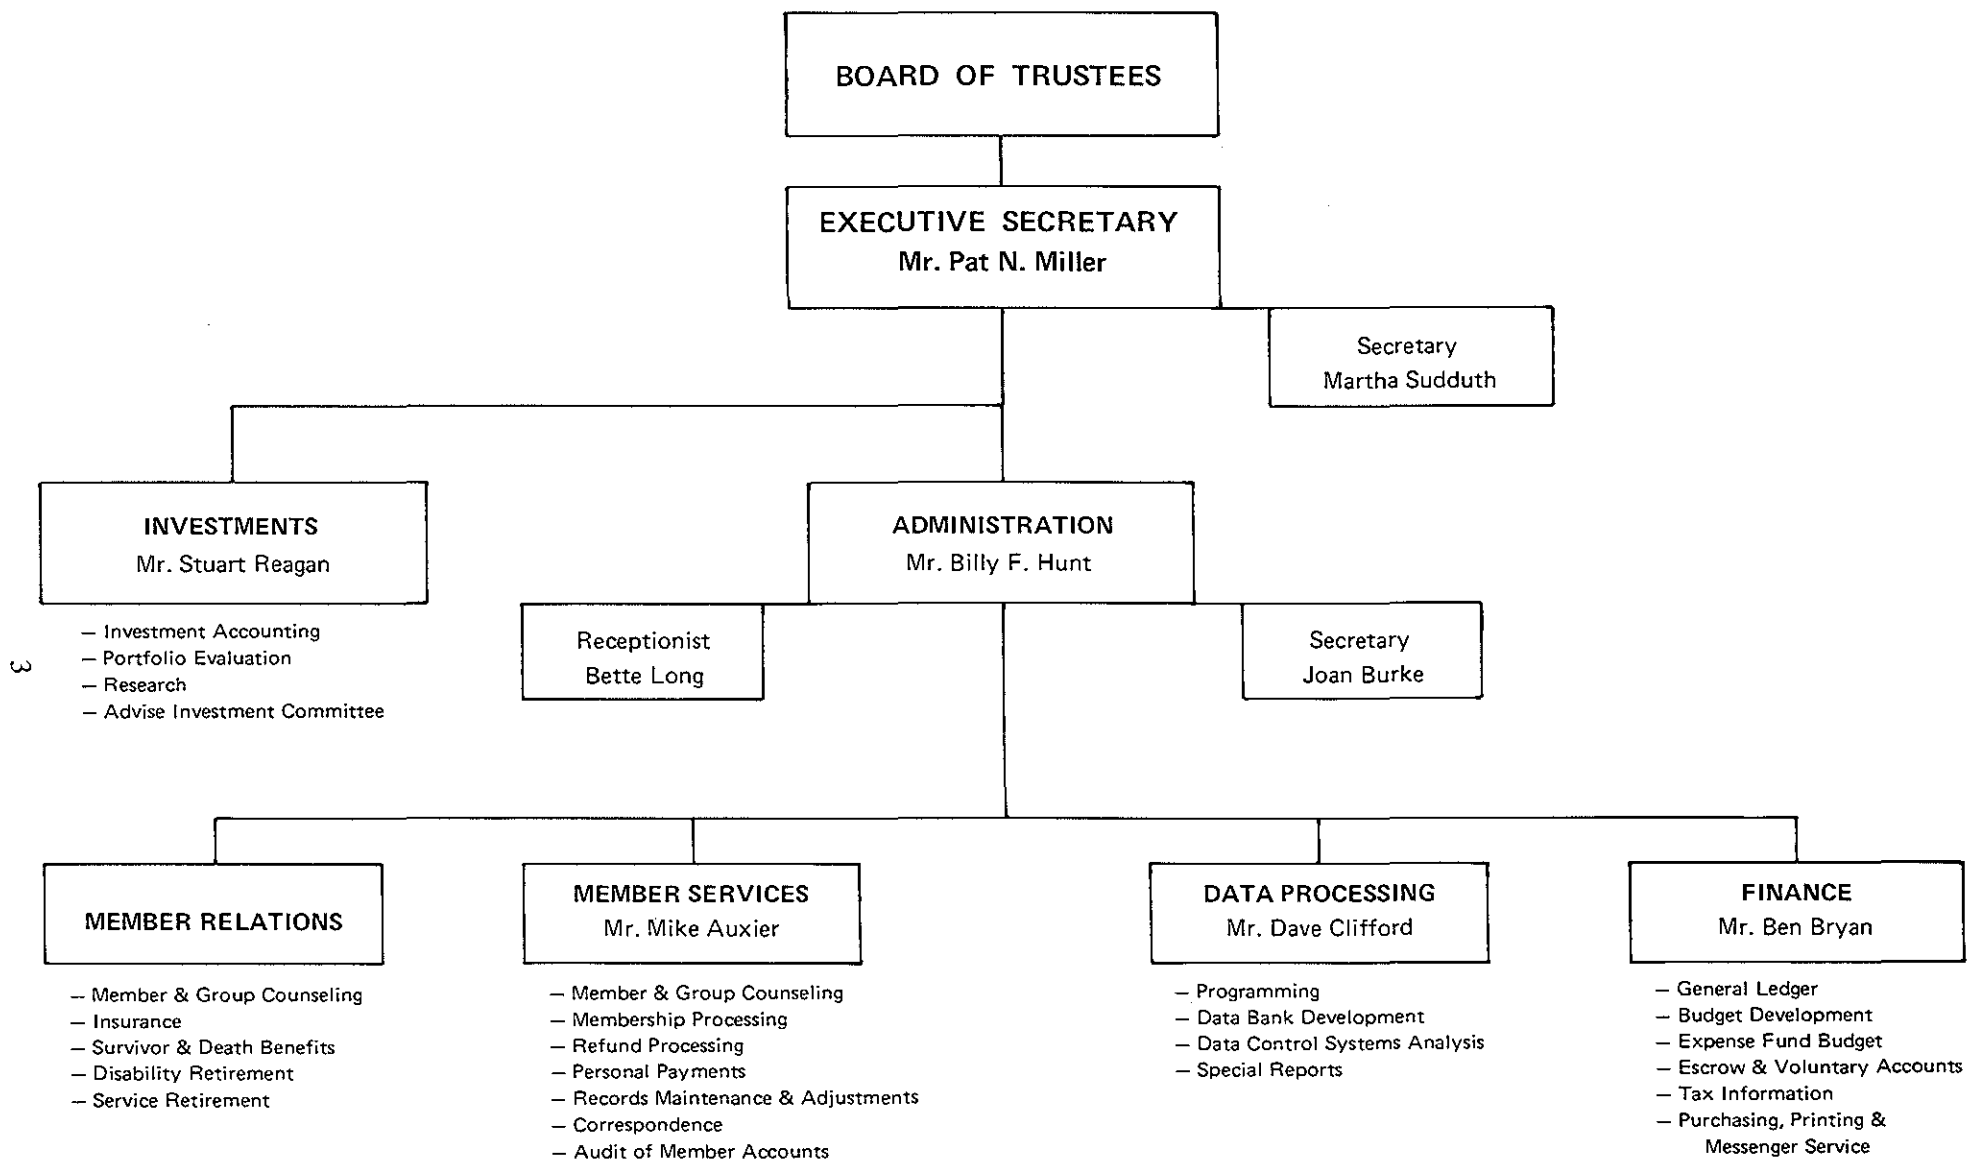 BOARD OF TRUSTEES
EXECUTIVE SECRETARY
Mr. Pat N. Miller
Secretary
Martha Sudduth
INVESTMENTS
Mr. Stuart Reagan
— Investment Accounting
— Portfolio Evaluation
— Research
— Advise Investment Committee
ADMINISTRATION
Mr. Billy F. Hunt
Receptionist
Bette Long
Secretary
Joan Burke
3
MEMBER RELATIONS
— Member & Group Counseling
— Insurance
— Survivor & Death Benefits
— Disability Retirement
— Service Retirement
MEMBER SERVICES
Mr. Mike Auxier
— Member & Group Counseling
— Membership Processing
— Refund Processing
— Personal Payments
— Records Maintenance & Adjustments
— Correspondence
— Audit of Member Accounts
DATA PROCESSING
Mr. Dave Clifford
— Programming
— Data Bank Development
— Data Control Systems Analysis
— Special Reports
FINANCE
Mr. Ben Bryan
— General Ledger
— Budget Development
— Expense Fund Budget
— Escrow & Voluntary Accounts
— Tax Information
— Purchasing, Printing &
Messenger Service